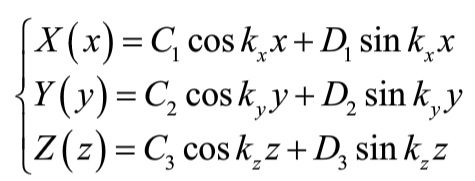 X(x) = C₁ cos kₓx + D₁ sin kₓx
Y(y) = C₂ cos k_y y + D₂ sin k_y y
Z(z) = C₃ cos k_z z + D₃ sin k_z z